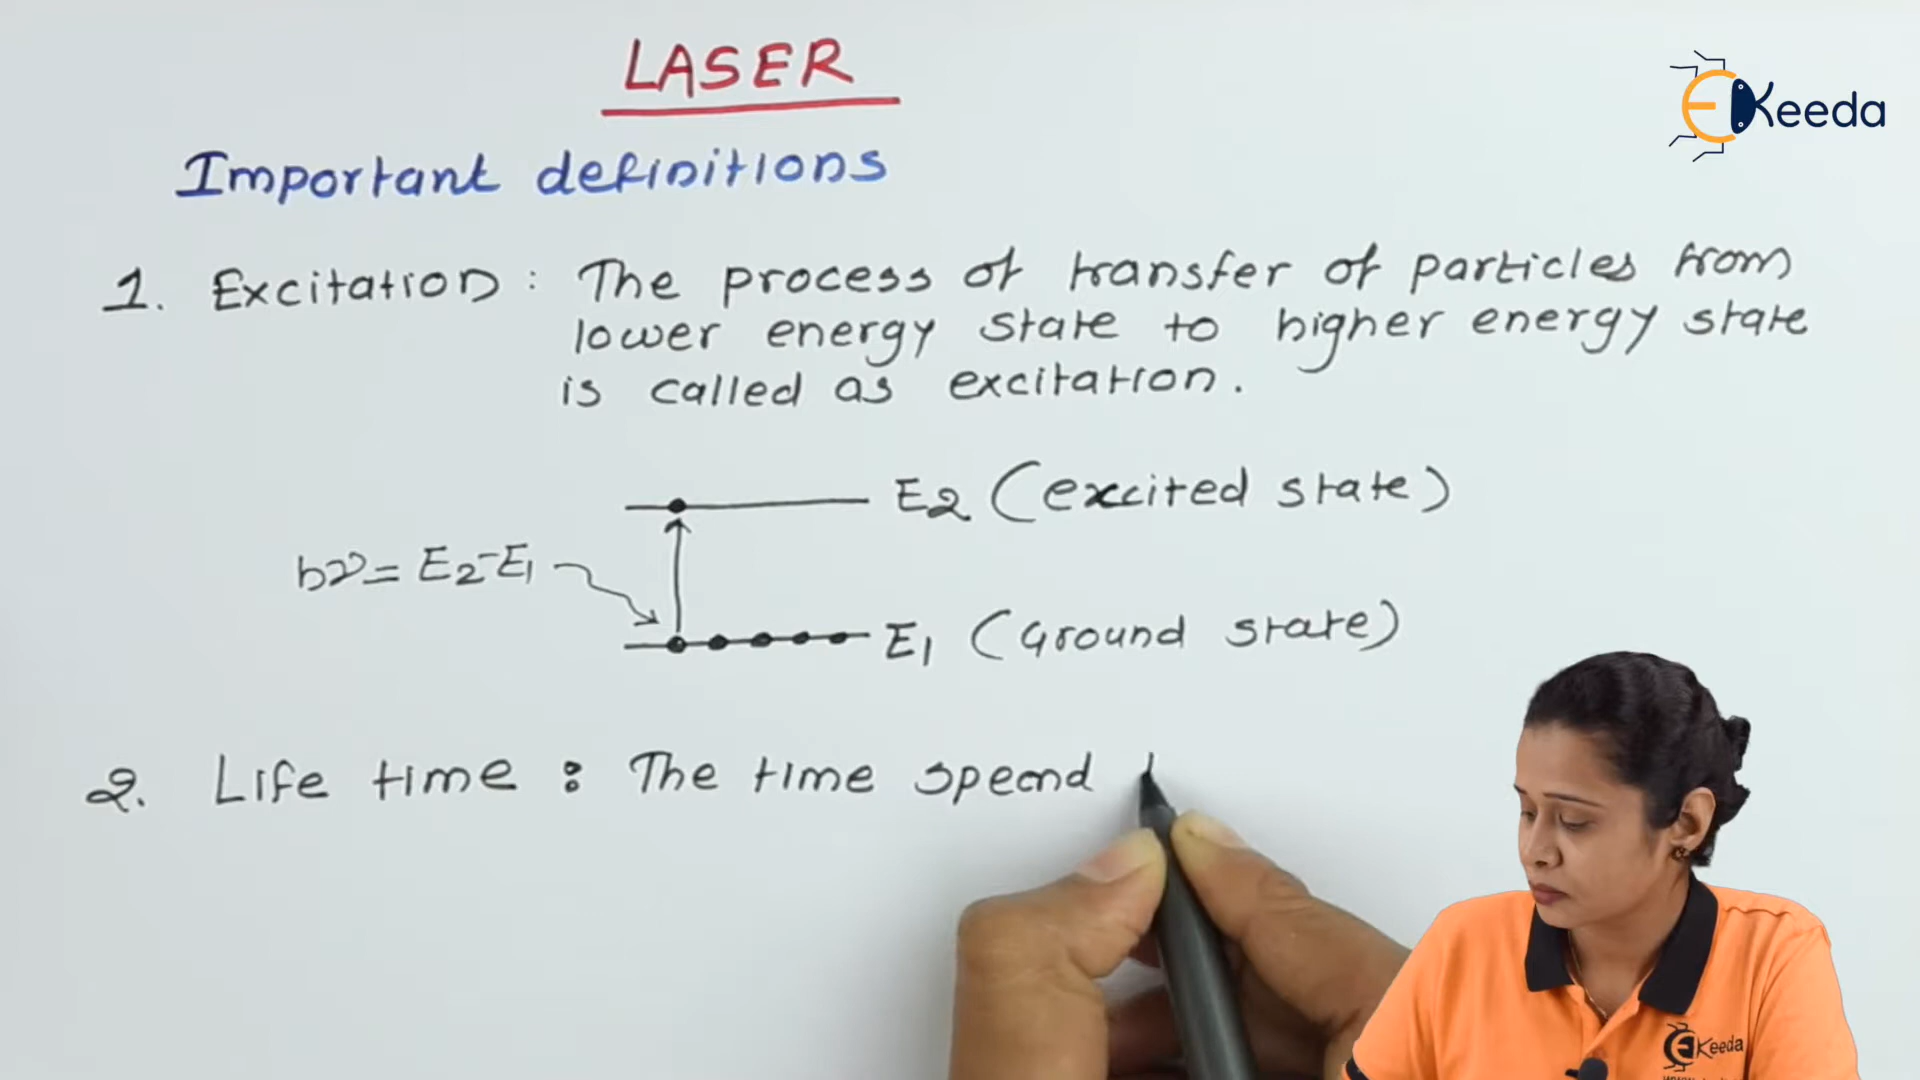 LASER
EKeeda
Important definitions
1. Excitation : The process of transfer of particles from
lower energy state to higher energy state
is called as excitation.
E2 (excited state)
hν = E2-E1
E1 (Ground state)
2. Life time : The time spend
EKeeda